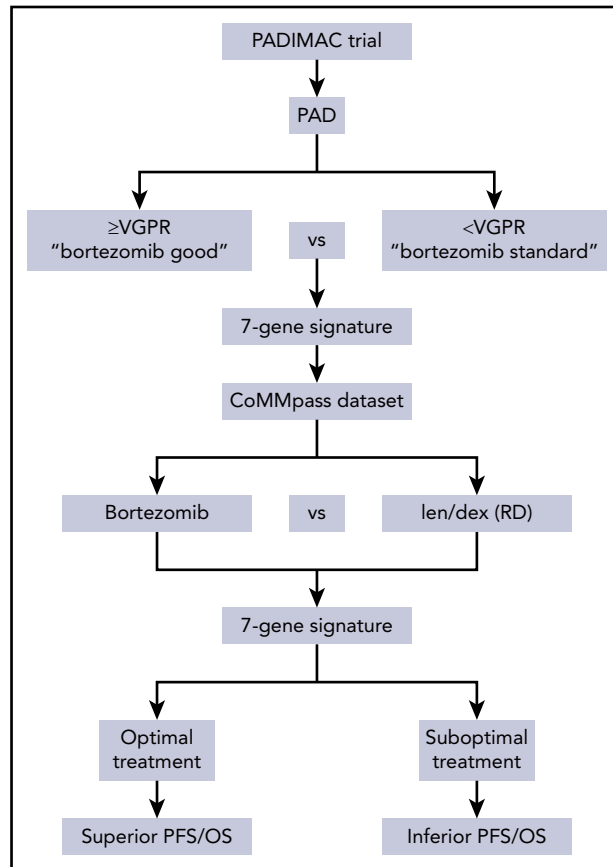 PADIMAC trial
PAD
≥VGPR
“bortezomib good”
vs
<VGPR
“bortezomib standard”
7-gene signature
CoMMpass dataset
Bortezomib
vs
len/dex (RD)
7-gene signature
Optimal
treatment
Suboptimal
treatment
Superior PFS/OS
Inferior PFS/OS